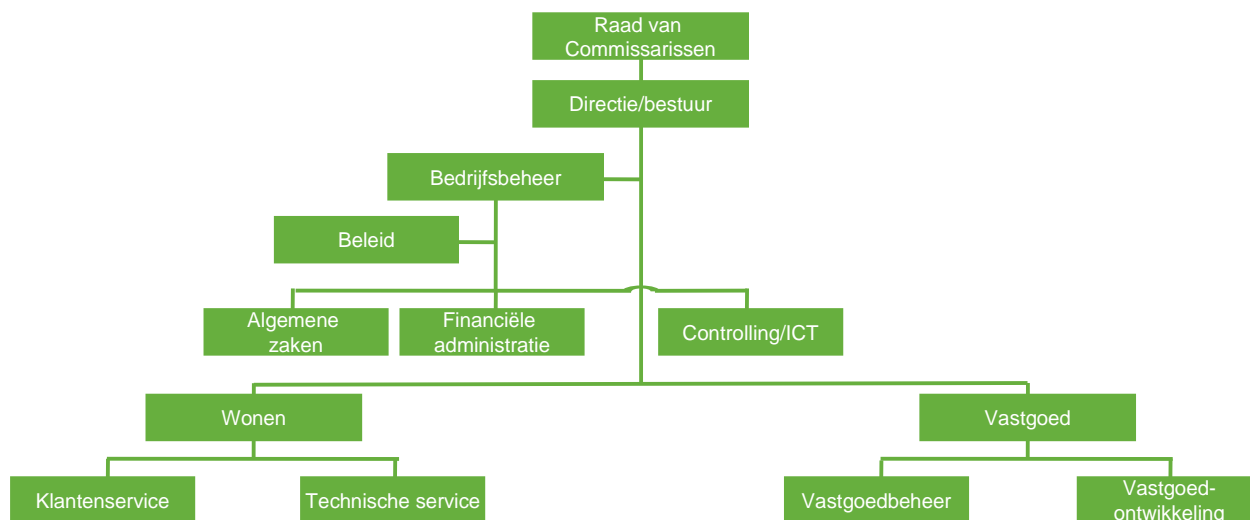 Raad van
Commissarissen
Directie/bestuur
Bedrijfsbeheer
Beleid
Algemene
zaken
Financiële
administratie
Controlling/ICT
Wonen
Vastgoed
Klantenservice
Technische service
Vastgoedbeheer
Vastgoed-
ontwikkeling